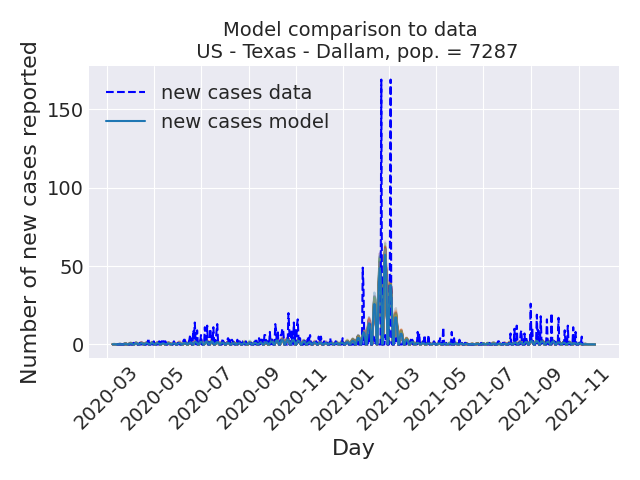 Model comparison to data
US - Texas - Dallam, pop. = 7287
Number of new cases reported
150
100
50
0
new cases data
new cases model
2020-03
2020-05
2020-07
2020-09
2020-11
2021-01
2021-03
2021-05
2021-07
2021-09
2021-11
Day